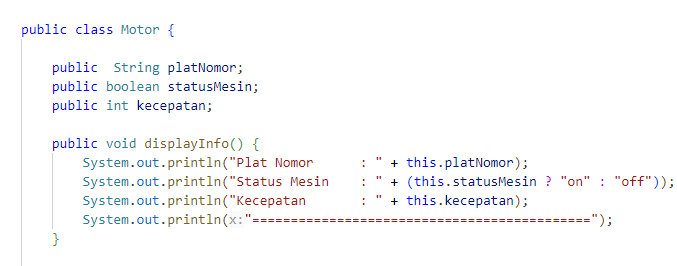 public class Motor {
public  String platNomor;
public boolean statusMesin;
public int kecepatan;
public void displayInfo() {
System.out.println("Plat Nomor      : " + this.platNomor);
System.out.println("Status Mesin    : " + (this.statusMesin ? "on" : "off"));
System.out.println("Kecepatan       : " + this.kecepatan);
System.out.println(x:"============================================");
}